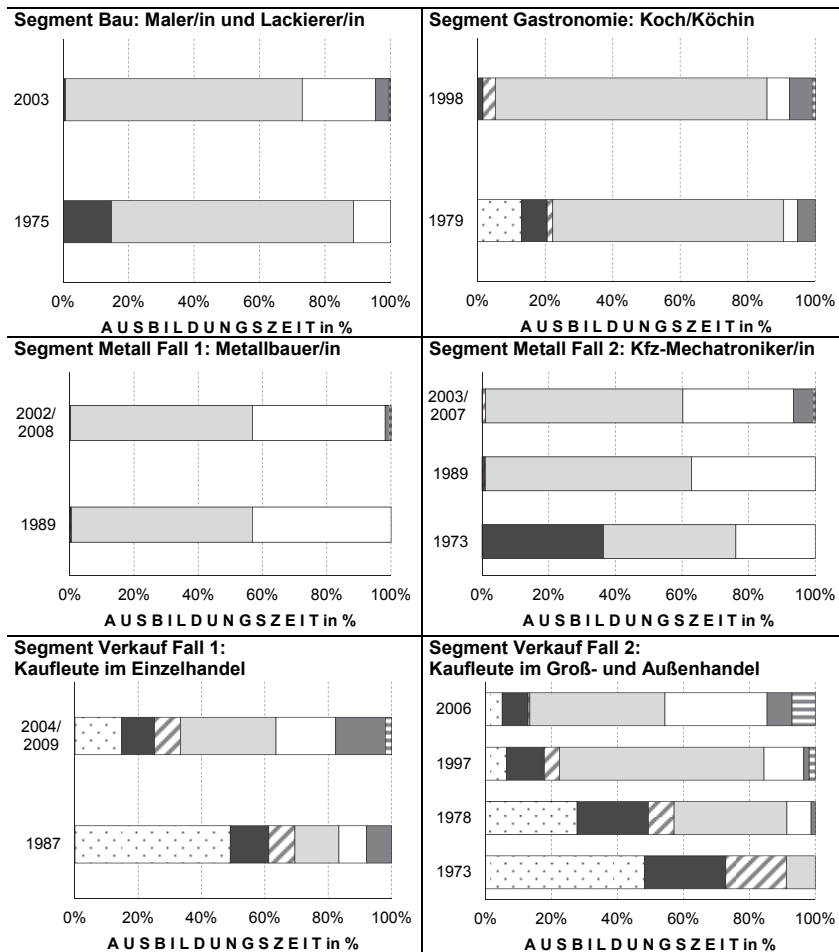 Segment Bau: Maler/in und Lackierer/in
2003
1975
0% 20% 40% 60% 80% 100%
A U S B I L D U N G S Z E I T in %
Segment Gastronomie: Koch/Köchin
1998
1979
0% 20% 40% 60% 80% 100%
A U S B I L D U N G S Z E I T in %
Segment Metall Fall 1: Metallbauer/in
2002/
2008
1989
0% 20% 40% 60% 80% 100%
A U S B I L D U N G S Z E I T in %
Segment Metall Fall 2: Kfz-Mechatroniker/in
2003/
2007
1989
1973
0% 20% 40% 60% 80% 100%
A U S B I L D U N G S Z E I T in %
Segment Verkauf Fall 1:
Kaufleute im Einzelhandel
2004/
2009
1987
0% 20% 40% 60% 80% 100%
A U S B I L D U N G S Z E I T in %
Segment Verkauf Fall 2:
Kaufleute im Groß- und Außenhandel
2006
1997
1978
1973
0% 20% 40% 60% 80% 100%
A U S B I L D U N G S Z E I T in %